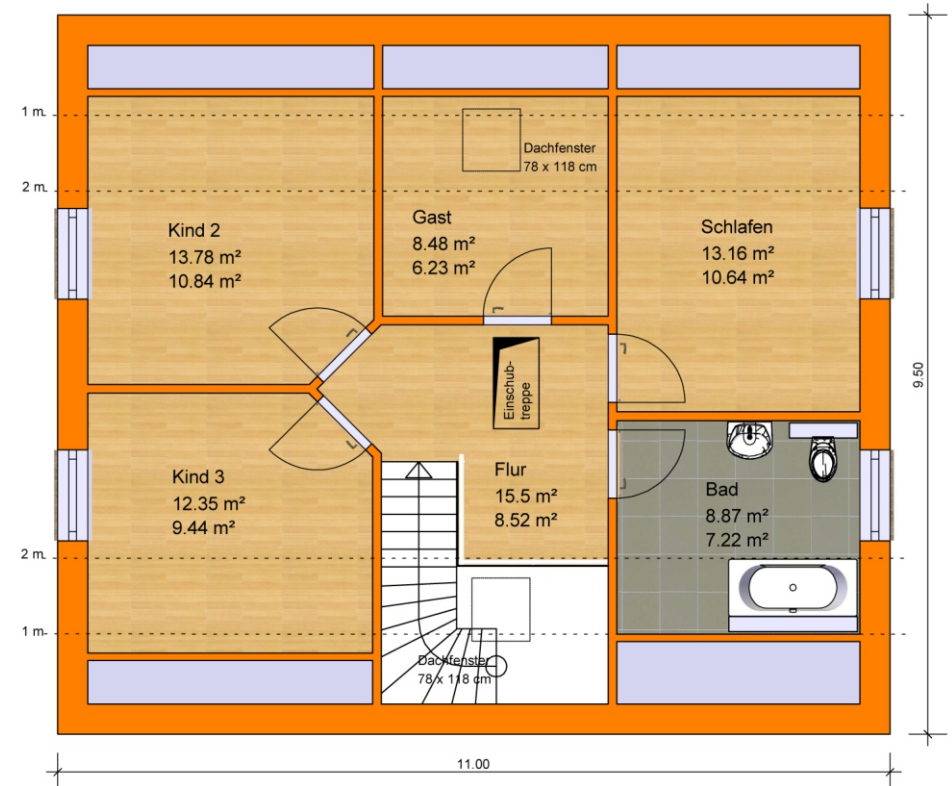 1 m.
Dachfenster
78 x 118 cm
2 m.
Kind 2
13.78 m²
10.84 m²
Gast
8.48 m²
6.23 m²
Schlafen
13.16 m²
10.64 m²
9.50
Einschub-
treppe
Kind 3
12.35 m²
9.44 m²
Flur
15.5 m²
8.52 m²
Bad
8.87 m²
7.22 m²
2 m.
1 m.
Dachfenster
78 x 118 cm
11.00